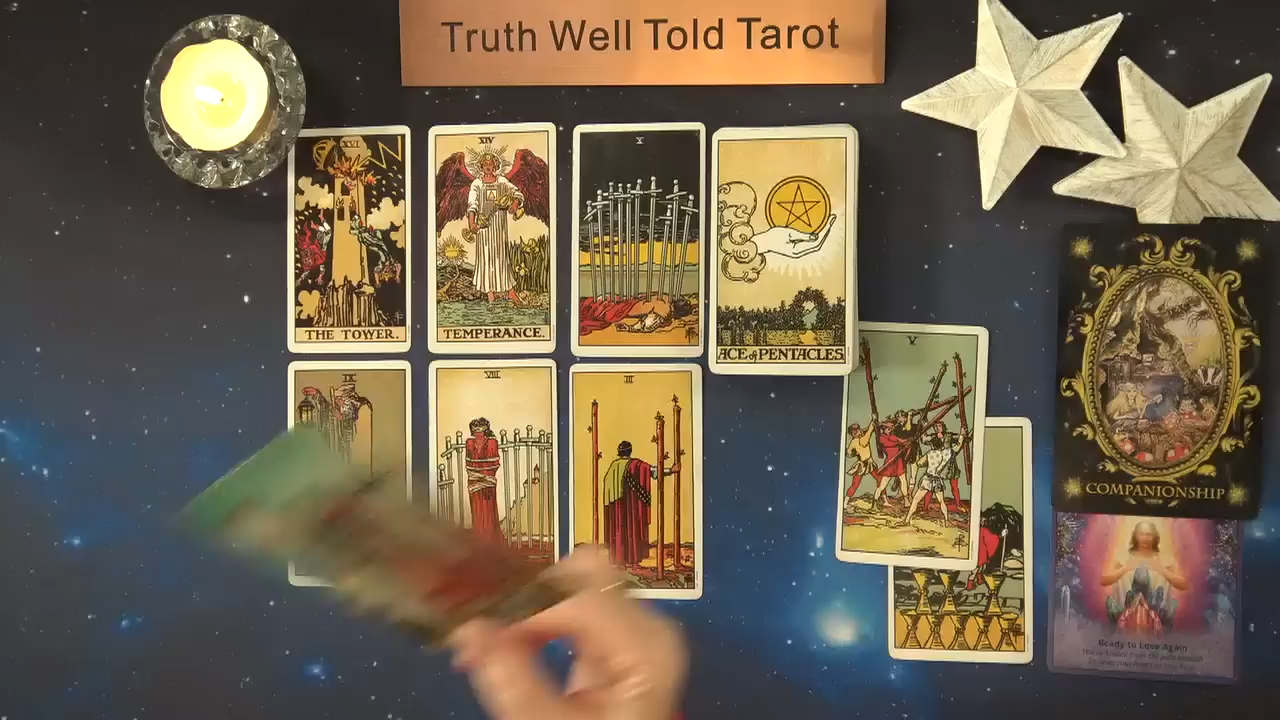 Truth Well Told Tarot
XVI
XIV
X
THE TOWER.
TEMPERANCE.
ACE of PENTACLES.
V
IX
VIII
III
COMPANIONSHIP
Ready to Love Again